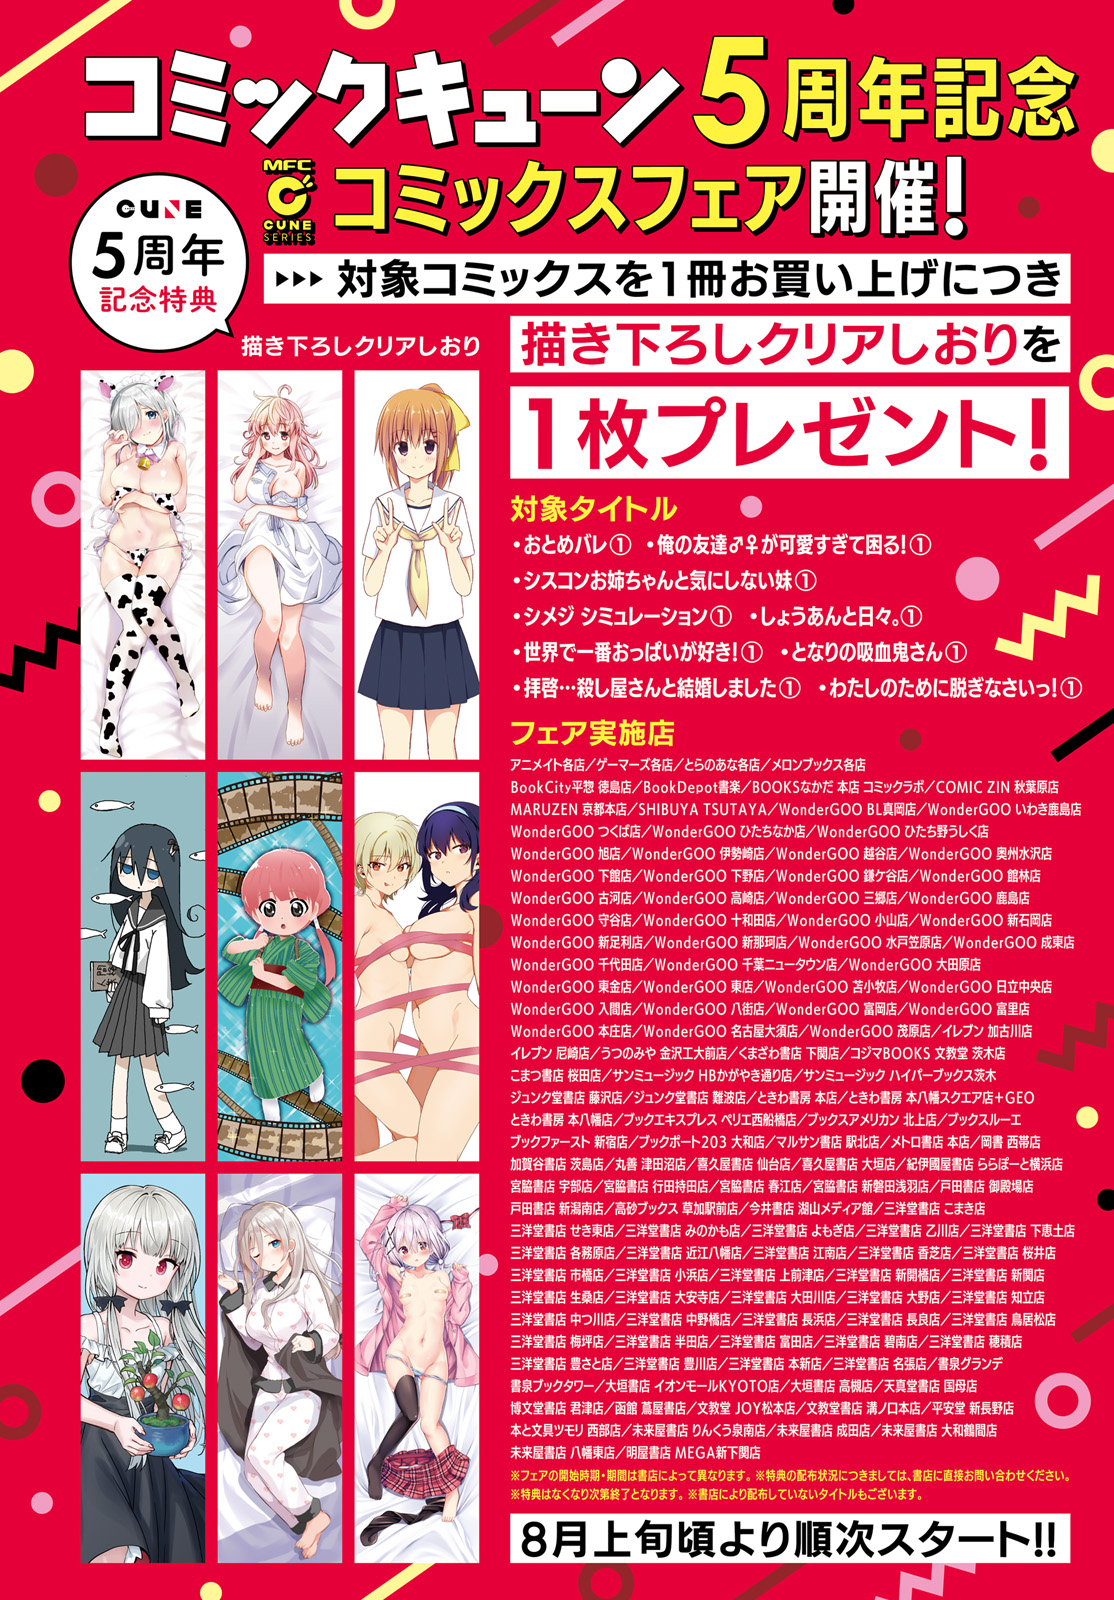 コミックキューン5周年記念
MFC CUNE SERIES コミックスフェア開催!
CUNE
5周年
記念特典
▸▸▸対象コミックスを1冊お買い上げにつき
描き下ろしクリアしおりを
描き下ろしクリアしおり
1枚プレゼント!
対象タイトル
・おとめバレ① ・俺の友達♂♀が可愛すぎて困る!①
・シスコンお姉ちゃんと気にしない妹①
・シメジ シミュレーション① ・しょうあんと日々。①
・世界で一番おっぱいが好き!① ・となりの吸血鬼さん①
・拝啓…殺し屋さんと結婚しました① ・わたしのために脱ぎなさいっ!①
フェア実施店
アニメイト各店/ゲーマーズ各店/とらのあな各店/メロンブックス各店
BookCity平惣 徳島店/BookDepot書楽/BOOKSなかだ 本店 コミックラボ/COMIC ZIN 秋葉原店
MARUZEN 京都本店/SHIBUYA TSUTAYA/WonderGOO BL真岡店/WonderGOO いわき鹿島店
WonderGOO つくば店/WonderGOO ひたちなか店/WonderGOO ひたち野うしく店
WonderGOO 旭店/WonderGOO 伊勢崎店/WonderGOO 越谷店/WonderGOO 奥州水沢店
WonderGOO 下館店/WonderGOO 下野店/WonderGOO 鎌ケ谷店/WonderGOO 館林店
WonderGOO 古河店/WonderGOO 高崎店/WonderGOO 三郷店/WonderGOO 鹿島店
WonderGOO 守谷店/WonderGOO 十和田店/WonderGOO 小山店/WonderGOO 新石岡店
WonderGOO 新足利店/WonderGOO 新那珂店/WonderGOO 水戸笠原店/WonderGOO 成東店
WonderGOO 千代田店/WonderGOO 千葉ニュータウン店/WonderGOO 大田原店
WonderGOO 東金店/WonderGOO 東店/WonderGOO 苫小牧店/WonderGOO 日立中央店
WonderGOO 入間店/WonderGOO 八街店/WonderGOO 富岡店/WonderGOO 富里店
WonderGOO 本庄店/WonderGOO 名古屋大須店/WonderGOO 茂原店/イレブン 加古川店
イレブン 尼崎店/うつのみや 金沢工大前店/くまざわ書店 下関店/コジマBOOKS 文教堂 茨木店
こまつ書店 桜田店/サンミュージック HBかがやき通り店/サンミュージック ハイパーブックス茨木
ジュンク堂書店 藤沢店/ジュンク堂書店 難波店/ときわ書房 本店/ときわ書房 本八幡スクエア店+GEO
ときわ書房 本八幡店/ブックエキスプレス ペリエ西船橋店/ブックスアメリカン 北上店/ブックスルーエ
ブックファースト 新宿店/ブックポート203 大和店/マルサン書店 駅北店/メトロ書店 本店/岡書 西帯店
加賀谷書店 茨島店/丸善 津田沼店/喜久屋書店 仙台店/喜久屋書店 大垣店/紀伊國屋書店 ららぽーと横浜店
宮脇書店 宇部店/宮脇書店 行田持田店/宮脇書店 春江店/宮脇書店 新磐田浅羽店/戸田書店 御殿場店
戸田書店 新潟南店/高砂ブックス 草加駅前店/今井書店 湖山メディア館/三洋堂書店 こまき店
三洋堂書店 せき東店/三洋堂書店 みのかも店/三洋堂書店 よもぎ店/三洋堂書店 乙川店/三洋堂書店 下恵土店
三洋堂書店 各務原店/三洋堂書店 近江八幡店/三洋堂書店 江南店/三洋堂書店 香芝店/三洋堂書店 桜井店
三洋堂書店 市橋店/三洋堂書店 小浜店/三洋堂書店 上前津店/三洋堂書店 新開橋店/三洋堂書店 新関店
三洋堂書店 生桑店/三洋堂書店 大安寺店/三洋堂書店 大田川店/三洋堂書店 大野店/三洋堂書店 知立店
三洋堂書店 中つ川店/三洋堂書店 中野橋店/三洋堂書店 長浜店/三洋堂書店 長良店/三洋堂書店 鳥居松店
三洋堂書店 梅坪店/三洋堂書店 半田店/三洋堂書店 富田店/三洋堂書店 碧南店/三洋堂書店 穂積店
三洋堂書店 豊さと店/三洋堂書店 豊川店/三洋堂書店 本新店/三洋堂書店 名張店/書泉グランデ
書泉ブックタワー/大垣書店 イオンモールKYOTO店/大垣書店 高槻店/天真堂書店 国母店
博文堂書店 君津店/函館 蔦屋書店/文教堂 JOY松本店/文教堂書店 溝ノ口本店/平安堂 新長野店
本と文具ツモリ 西部店/未来屋書店 りんくう泉南店/未来屋書店 成田店/未来屋書店 大和鶴間店
未来屋書店 八幡東店/明屋書店 MEGA新下関店
※フェアの開始時期・期間は書店によって異なります。 ※特典の配布状況につきましては、書店に直接お問い合わせください。
※特典はなくなり次第終了となります。 ※書店により配布していないタイトルもございます。
8月上旬頃より順次スタート!!